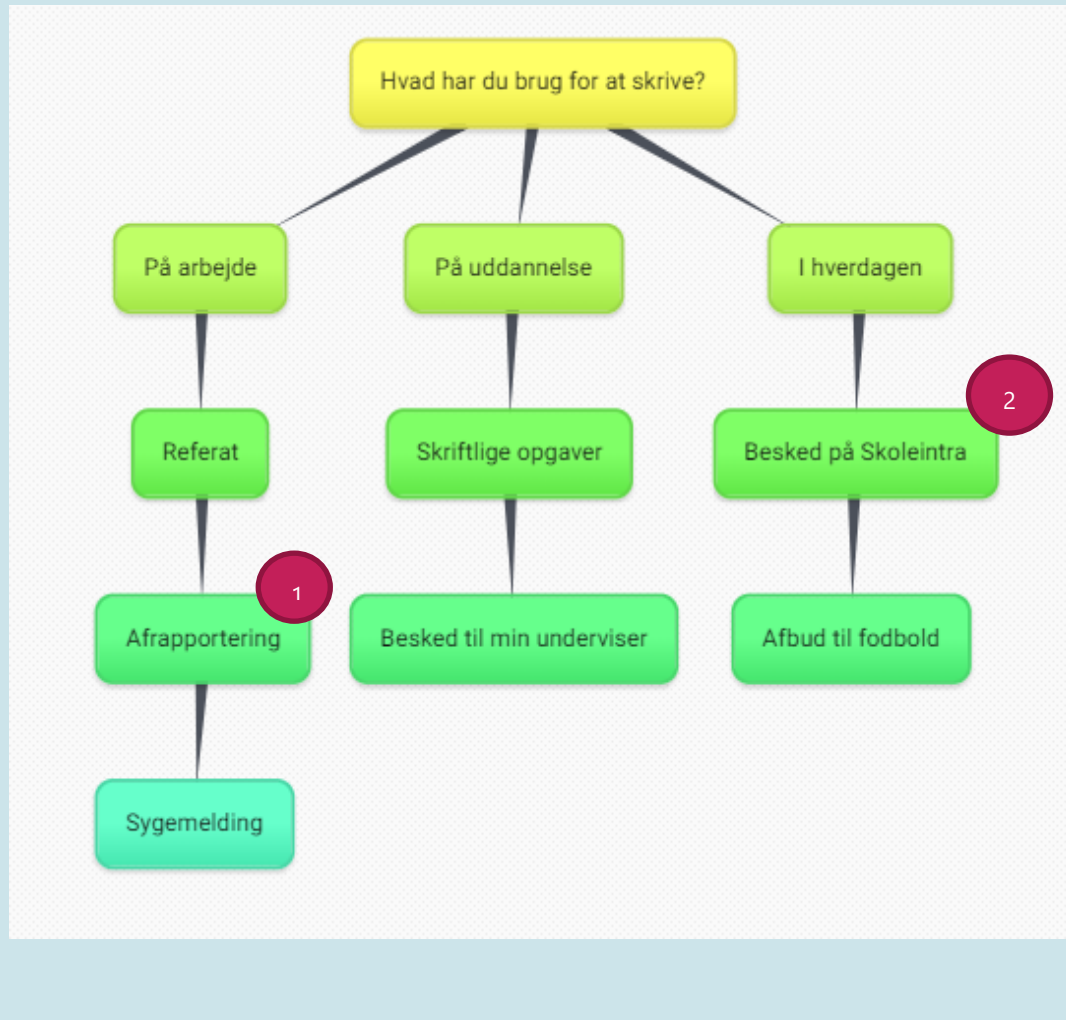 Hvad har du brug for at skrive?
På arbejde
På uddannelse
I hverdagen
2
Referat
Skriftlige opgaver
Besked på Skoleintra
1
Afrapportering
Besked til min underviser
Afbud til fodbold
Sygemelding